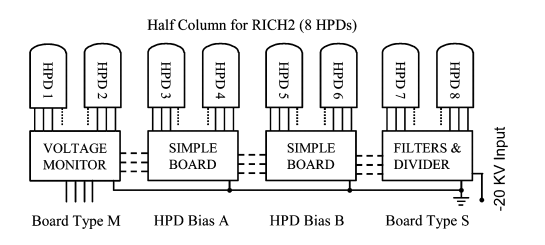 Half Column for RICH2 (8 HPDs)
HPD 1
HPD 2
HPD 3
HPD 4
HPD 5
HPD 6
HPD 7
HPD 8
VOLTAGE
MONITOR
SIMPLE
BOARD
SIMPLE
BOARD
FILTERS &
DIVIDER
-20 KV Input
Board Type M
HPD Bias A
HPD Bias B
Board Type S